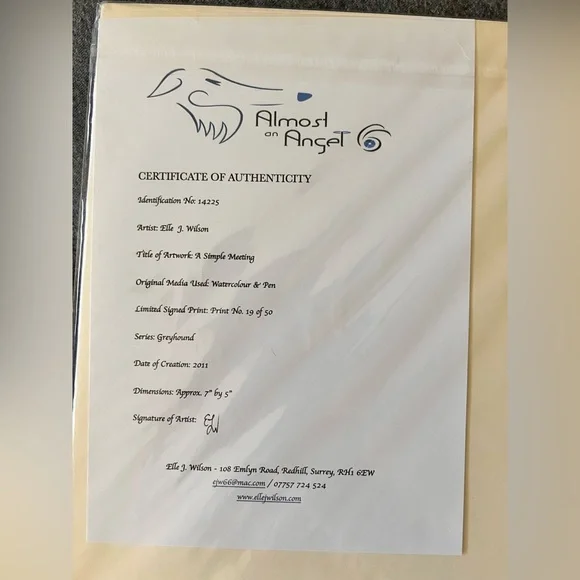 Almost
an
Angel
CERTIFICATE OF AUTHENTICITY
Identification No: 14225
Artist: Elle J. Wilson
Title of Artwork: A Simple Meeting
Original Media Used: Watercolour & Pen
Limited Signed Print: Print No. 19 of 50
Series: Greyhound
Date of Creation: 2011
Dimensions: Approx. 7" by 5"
Signature of Artist: EJW
Elle J. Wilson - 108 Emlyn Road, Redhill, Surrey, RH1 6EW
ejw66@mac.com / 07757 724 524
www.ellejwilson.com